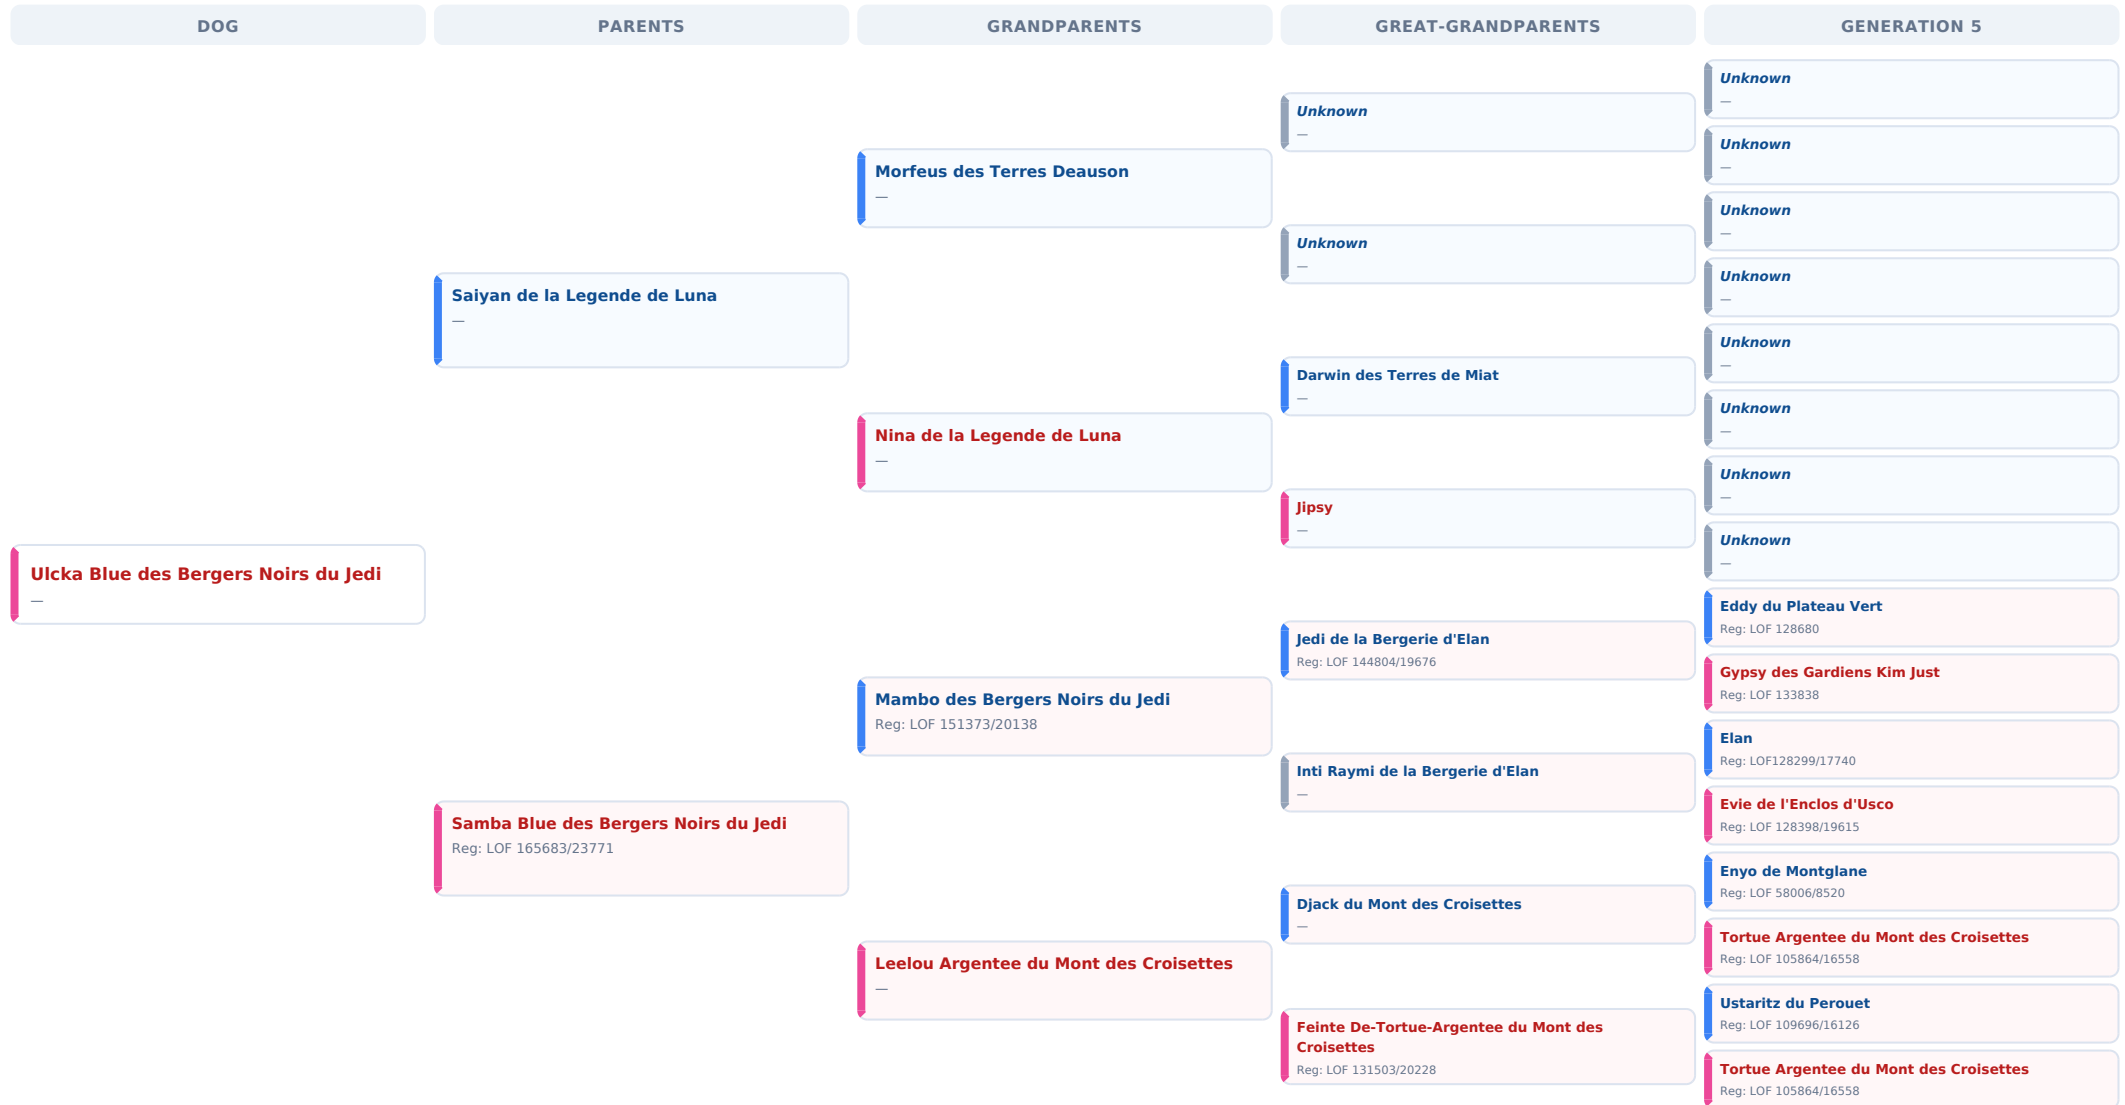 DOG
PARENTS
GRANDPARENTS
GREAT-GRANDPARENTS
GENERATION 5
Ulcka Blue des Bergers Noirs du Jedi
—
Saiyan de la Legende de Luna
—
Samba Blue des Bergers Noirs du Jedi
Reg: LOF 165683/23771
Morfeus des Terres Deauson
—
Nina de la Legende de Luna
—
Mambo des Bergers Noirs du Jedi
Reg: LOF 151373/20138
Leelou Argentee du Mont des Croisettes
—
Unknown
—
Unknown
—
Darwin des Terres de Miat
—
Jipsy
—
Jedi de la Bergerie d'Elan
Reg: LOF 144804/19676
Inti Raymi de la Bergerie d'Elan
—
Djack du Mont des Croisettes
—
Feinte De-Tortue-Argentee du Mont des
Croisettes
Reg: LOF 131503/20228
Unknown
—
Unknown
—
Unknown
—
Unknown
—
Unknown
—
Unknown
—
Unknown
—
Unknown
—
Eddy du Plateau Vert
Reg: LOF 128680
Gypsy des Gardiens Kim Just
Reg: LOF 133838
Elan
Reg: LOF128299/17740
Evie de l'Enclos d'Usco
Reg: LOF 128398/19615
Enyo de Montglane
Reg: LOF 58006/8520
Tortue Argentee du Mont des Croisettes
Reg: LOF 105864/16558
Ustaritz du Perouet
Reg: LOF 109696/16126
Tortue Argentee du Mont des Croisettes
Reg: LOF 105864/16558